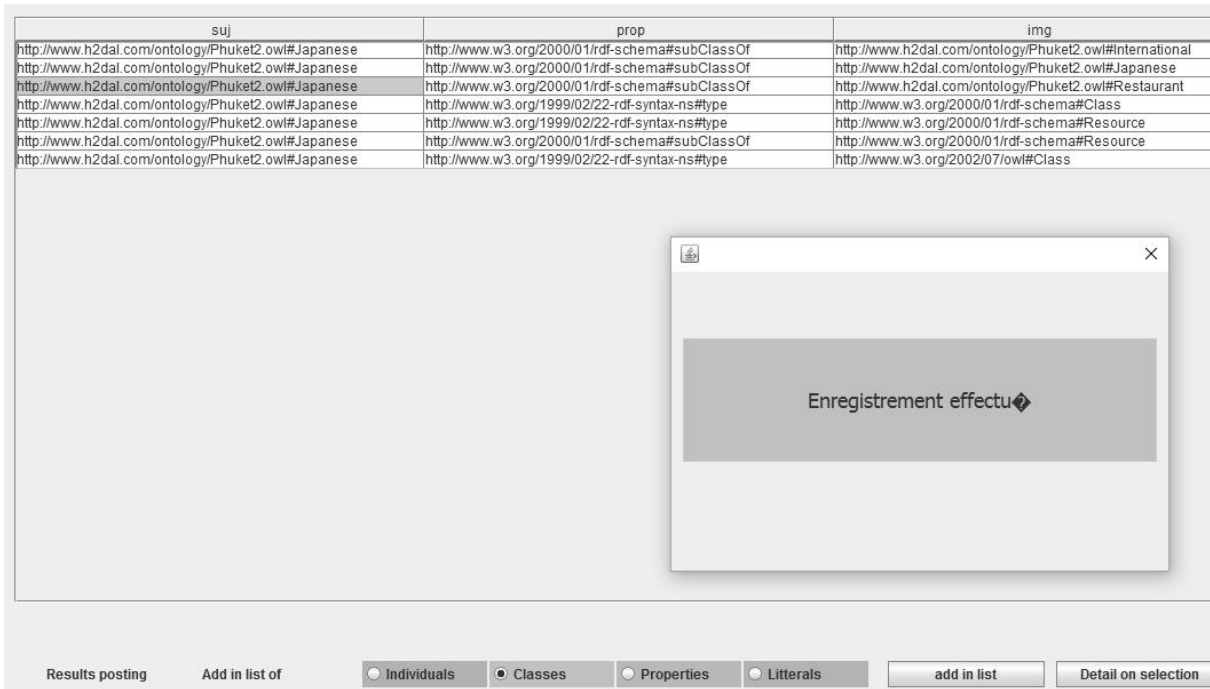 suj prop img
http://www.h2dal.com/ontology/Phuket2.owl#Japanese http://www.w3.org/2000/01/rdf-schema#subClassOf http://www.h2dal.com/ontology/Phuket2.owl#International
http://www.h2dal.com/ontology/Phuket2.owl#Japanese http://www.w3.org/2000/01/rdf-schema#subClassOf http://www.h2dal.com/ontology/Phuket2.owl#Japanese
http://www.h2dal.com/ontology/Phuket2.owl#Japanese http://www.w3.org/2000/01/rdf-schema#subClassOf http://www.h2dal.com/ontology/Phuket2.owl#Restaurant
http://www.h2dal.com/ontology/Phuket2.owl#Japanese http://www.w3.org/1999/02/22-rdf-syntax-ns#type http://www.w3.org/2000/01/rdf-schema#Class
http://www.h2dal.com/ontology/Phuket2.owl#Japanese http://www.w3.org/1999/02/22-rdf-syntax-ns#type http://www.w3.org/2000/01/rdf-schema#Resource
http://www.h2dal.com/ontology/Phuket2.owl#Japanese http://www.w3.org/2000/01/rdf-schema#subClassOf http://www.w3.org/2000/01/rdf-schema#Resource
http://www.h2dal.com/ontology/Phuket2.owl#Japanese http://www.w3.org/1999/02/22-rdf-syntax-ns#type http://www.w3.org/2002/07/owl#Class
Enregistrement effectu�
Results posting Add in list of Individuals Classes Properties Litterals add in list Detail on selection